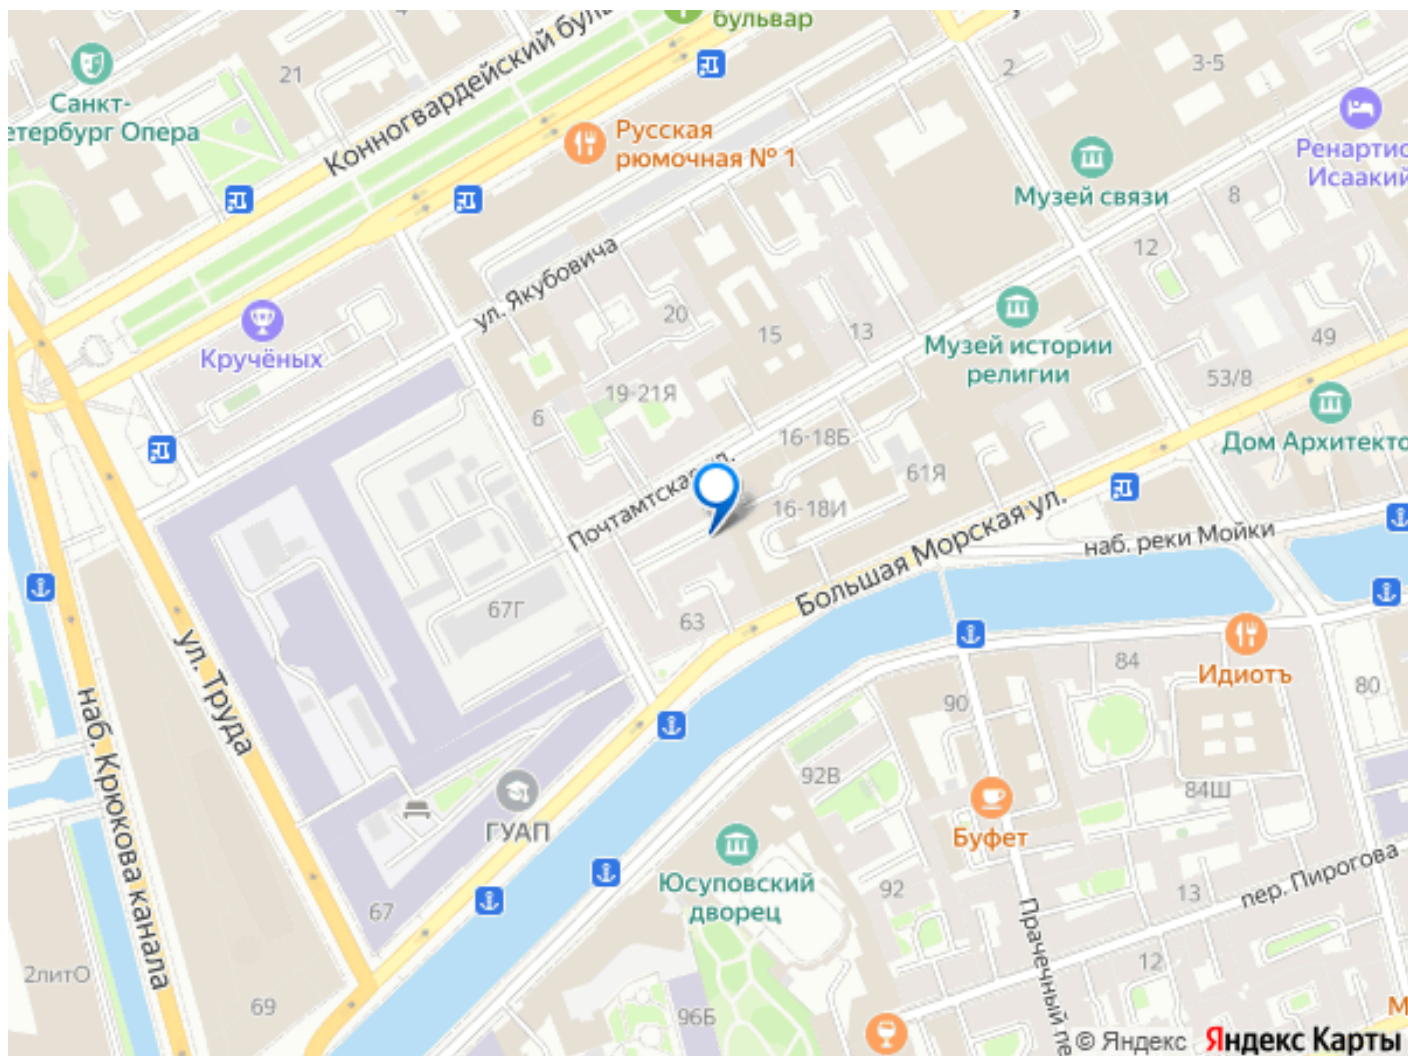 бульвар
4
21
2
3-5
Санкт-
етербург Опера
Конногвардейский буль
Русская
рюмочная № 1
Музей связи
Ренартис
Исаакий
8
12
ул. Якубовича
20
15
13
Кручёных
Музей истории
религии
49
53/8
19-21Я
6
16-18Б
61Я
Дом Архитекто
Почтамтская ул.
16-18И
Большая Морская ул.
наб. реки Мойки
67Г
63
ул. Труда
84
Идиотъ
80
90
наб. Крюкова канала
92В
84Ш
ГУАП
Буфет
Юсуповский
дворец
92
пер. Пирогова
13
67
Прачечный пе
12
2литО
69
96Б
М
© Яндекс Яндекс Карты